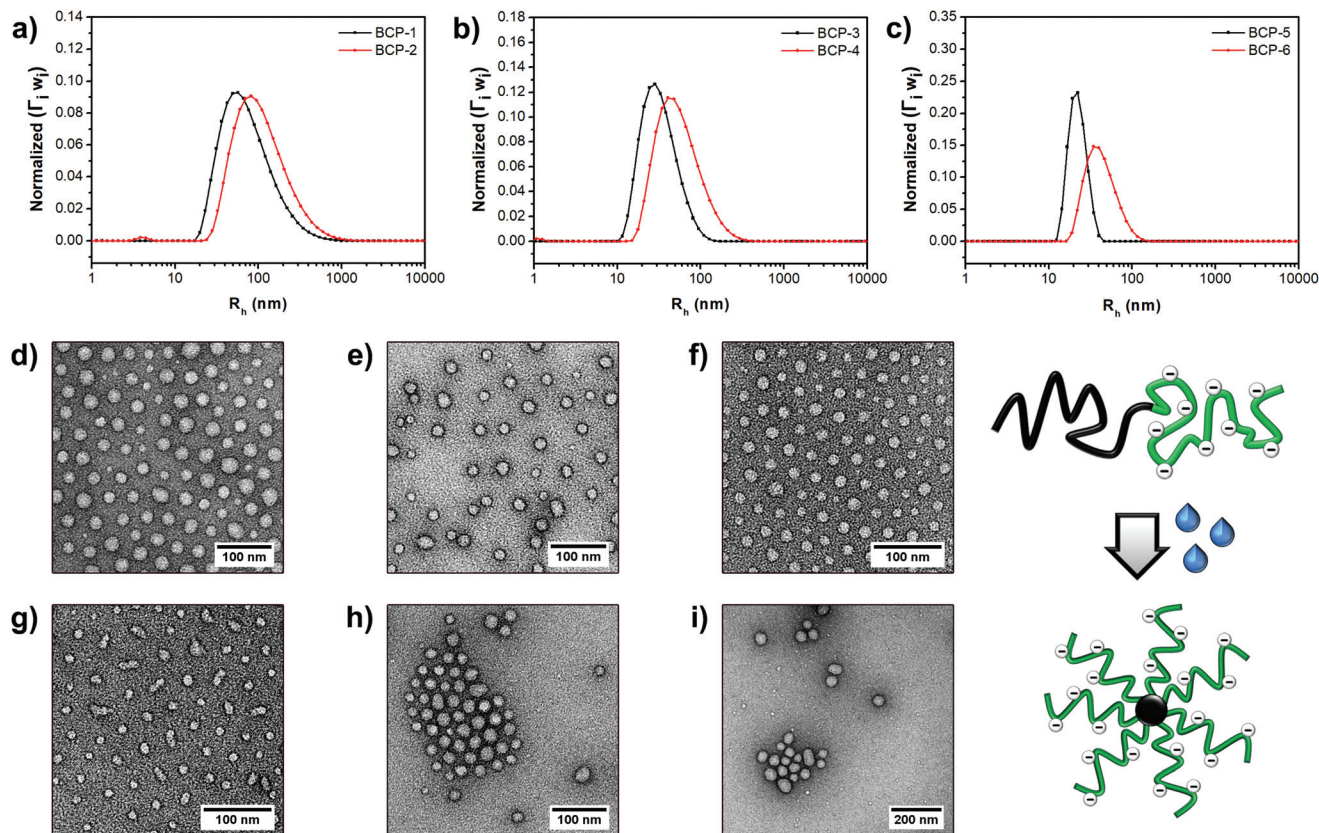 a)
0.14
0.12
0.10
0.08
0.06
0.04
0.02
0.00
Normalized (Γi wi)
BCP-1
BCP-2
1 10 100 1000 10000
Rh (nm)
b)
0.18
0.16
0.14
0.12
0.10
0.08
0.06
0.04
0.02
0.00
Normalized (Γi wi)
BCP-3
BCP-4
1 10 100 1000 10000
Rh (nm)
c)
0.35
0.30
0.25
0.20
0.15
0.10
0.05
0.00
Normalized (Γi wi)
BCP-5
BCP-6
1 10 100 1000 10000
Rh (nm)
d)
100 nm
e)
100 nm
f)
100 nm
g)
100 nm
h)
100 nm
i)
200 nm